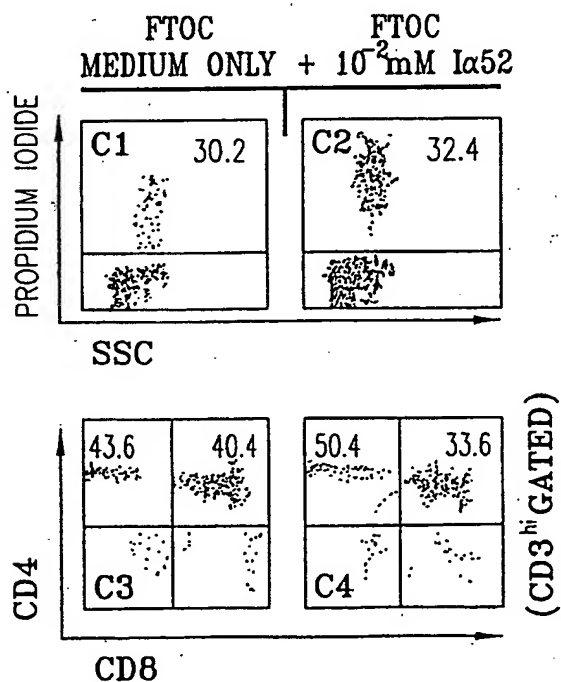 FTOC FTOC
MEDIUM ONLY + 10⁻²mM Iα52
PROPIDIUM IODIDE
C1 30.2
C2 32.4
SSC
CD4
43.6 40.4
C3
50.4 33.6
C4
(CD3ʰⁱ GATED)
CD8